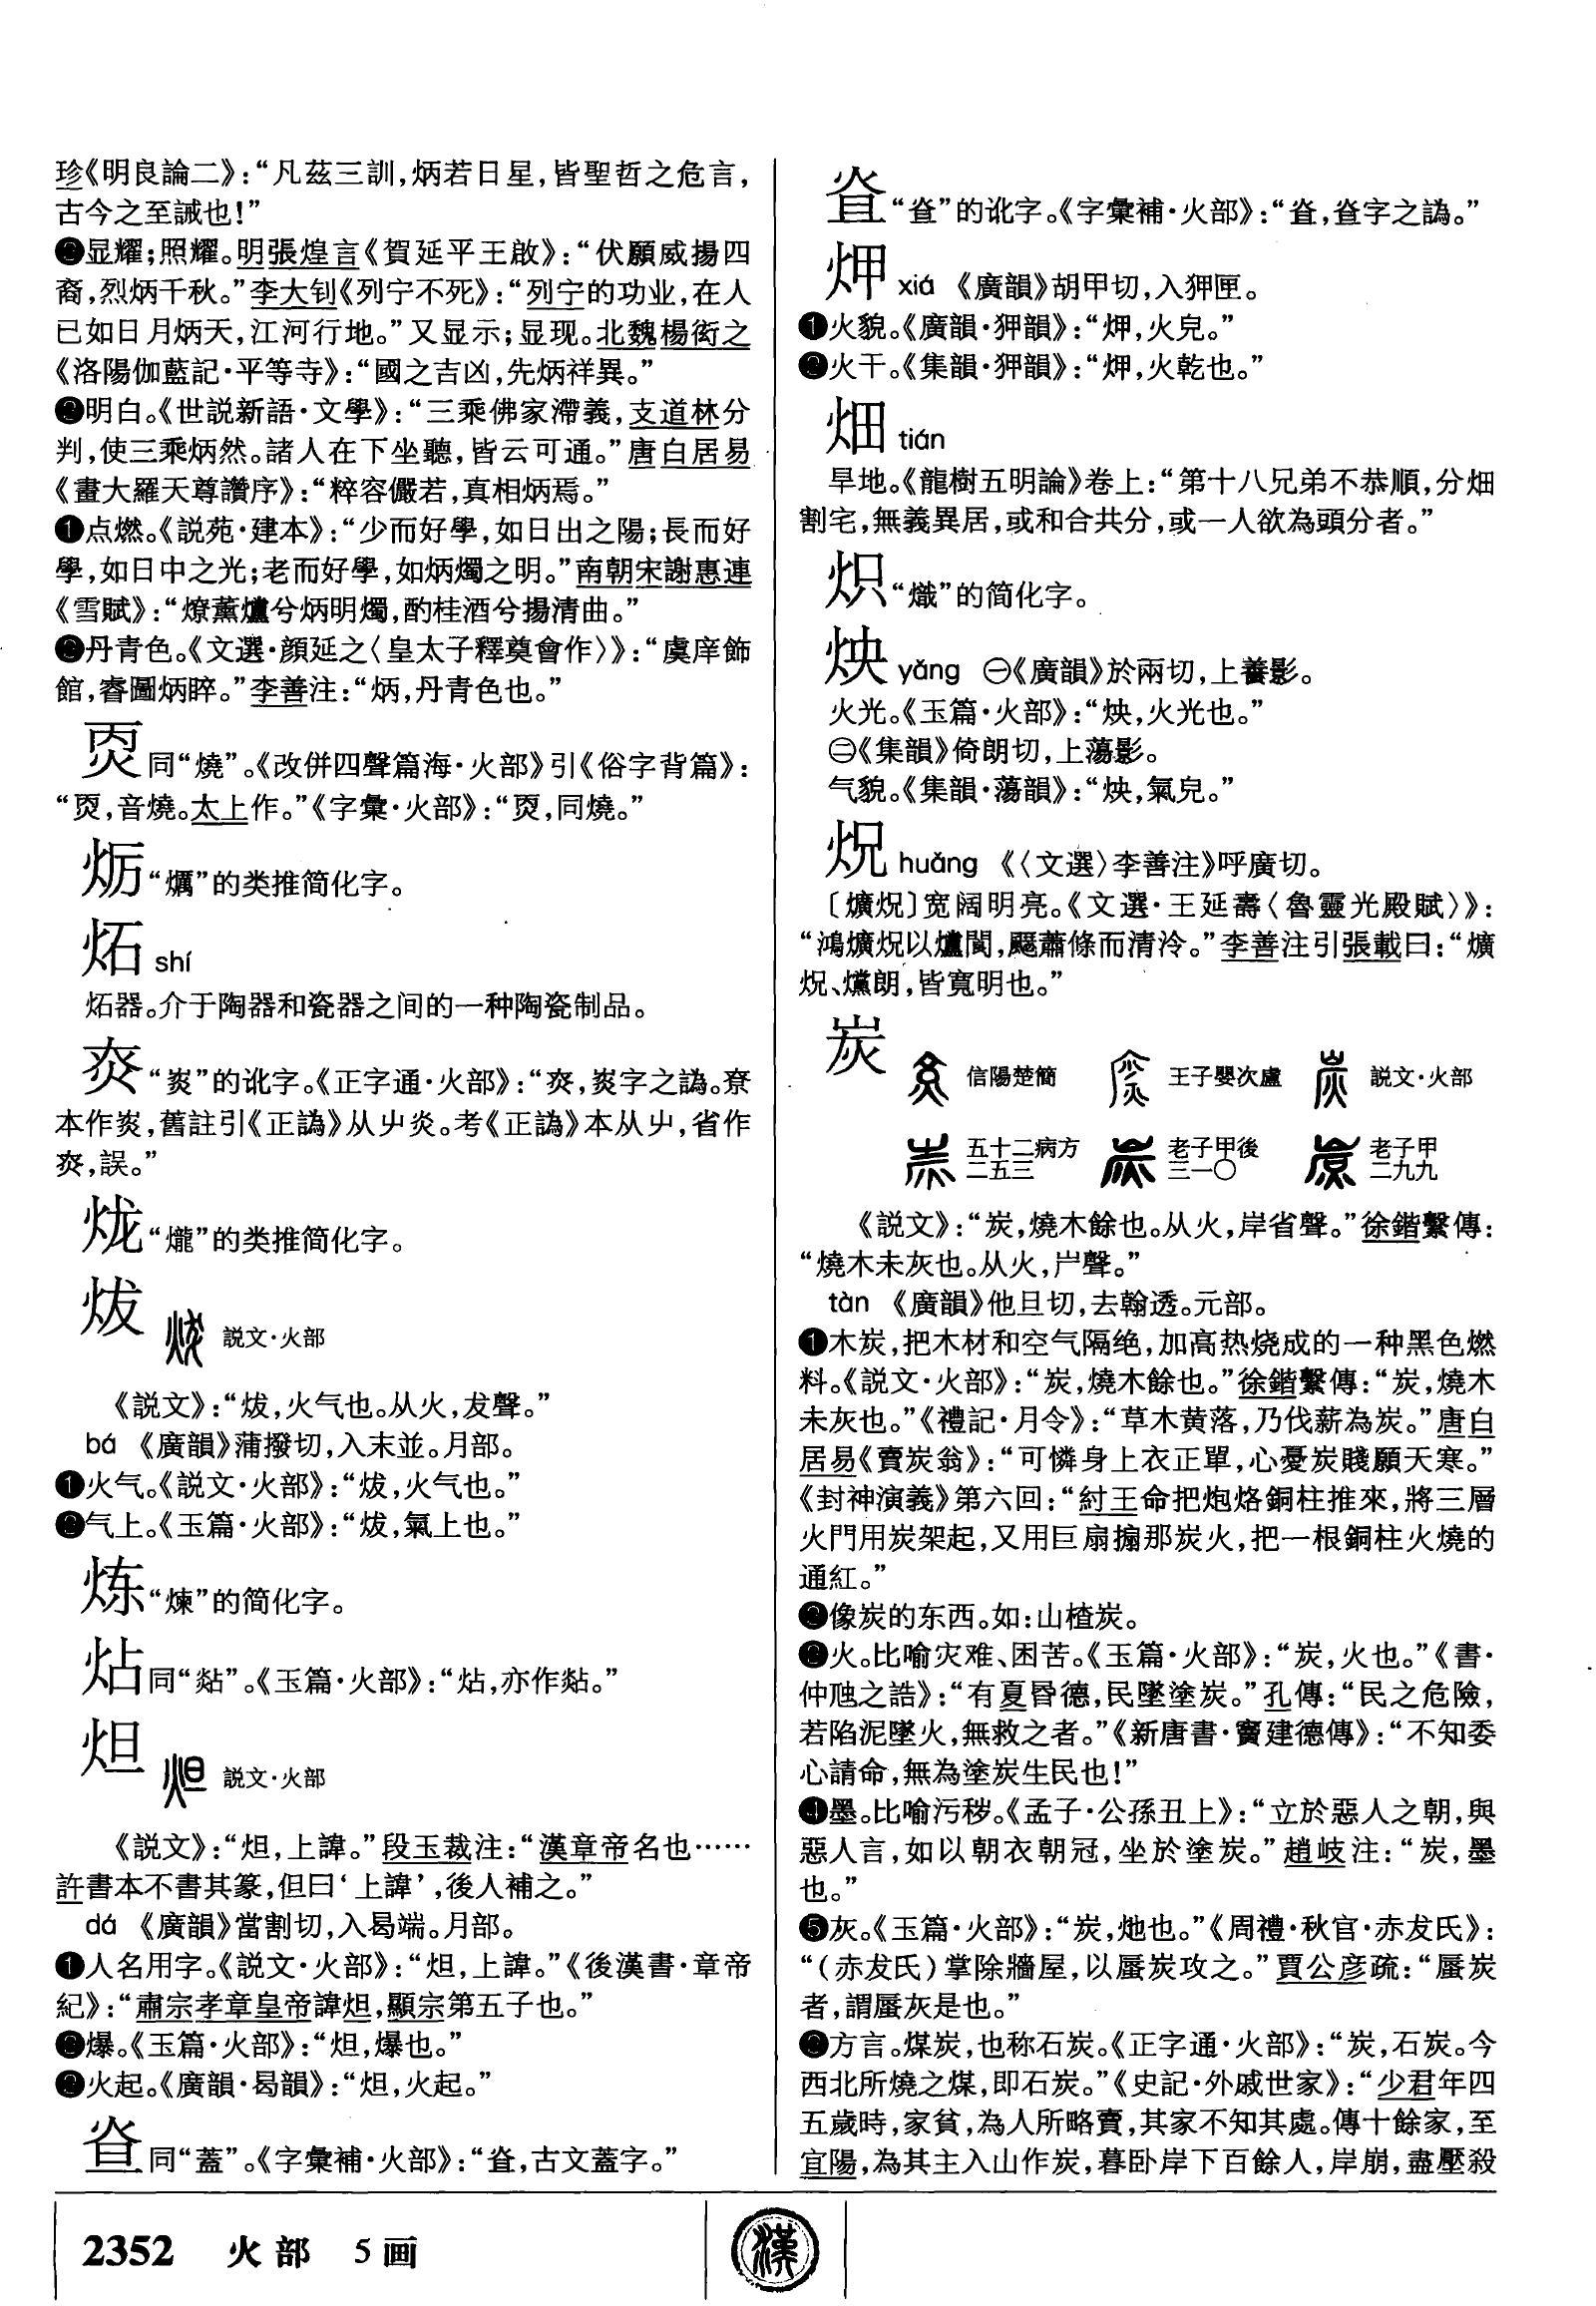 珍《明良論二》：“凡茲三訓，炳若日星，皆聖哲之危言，
古今之至誡也！”
❸显耀；照耀。明張煌言《賀延平王啟》：“伏願威揚四
裔，烈炳千秋。”李大钊《列宁不死》：“列宁的功业，在人
已如日月炳天，江河行地。”又显示；显现。北魏楊衒之
《洛陽伽藍記·平等寺》：“國之吉凶，先炳祥異。”
明白。《世説新語·文學》：“三乘佛家滯義，支道林分
判，使三乘炳然。諸人在下坐聽，皆云可通。”唐白居易
《畫大羅天尊讚序》：“粹容儼若，真相炳焉。”
点燃。《説苑·建本》：“少而好學，如日出之陽；長而好
學，如日中之光；老而好學，如炳燭之明。”南朝宋謝惠連
《雪賦》：“燎薰爐兮炳明燭，酌桂酒兮揚清曲。”
丹青色。《文選·顔延之〈皇太子釋奠會作〉》：“虞庠飾
館，睿圖炳睟。”李善注：“炳，丹青色也。”
同“燒”。《改併四聲篇海·火部》引《俗字背篇》：
“，音燒。太上作。”《字彙·火部》：“，同燒。”
“爄”的类推简化字。
炻 shí
炻器。介于陶器和瓷器之间的一种陶瓷制品。
“㶫”的讹字。《正字通·火部》：“，字之譌。尞
本作，舊註引《正譌》从屮炎。考《正譌》本从屮，省作
，誤。”
“爖”的类推简化字。
炦 説文·火部
《説文》：“炦，火气也。从火，犮聲。”
bá 《廣韻》蒲撥切，入末並。月部。
❶火气。《説文·火部》：“炦，火气也。”
❷气上。《玉篇·火部》：“炦，氣上也。”
炼“煉”的简化字。
炶同“㷔”。《玉篇·火部》：“炶，亦作㷔。”
炟 説文·火部
《説文》：“炟，上諱。”段玉裁注：“漢章帝名也……
許書本不書其篆，但曰‘上諱’，後人補之。”
dá 《廣韻》當割切，入曷端。月部。
❶人名用字。《説文·火部》：“炟，上諱。”《後漢書·章帝
紀》：“肅宗孝章皇帝諱炟，顯宗第五子也。”
❷爆。《玉篇·火部》：“炟，爆也。”
❸火起。《廣韻·曷韻》：“炟，火起。”
同“蓋”。《字彙補·火部》：“，古文蓋字。”
“”的讹字。《字彙補·火部》：“，字之譌。”
炠 xiá 《廣韻》胡甲切，入狎匣。
❶火貌。《廣韻·狎韻》：“炠，火皃。”
❷火干。《集韻·狎韻》：“炠，火乾也。”
畑 tián
旱地。《龍樹五明論》卷上：“第十八兄弟不恭順，分畑
割宅，無義異居，或和合共分，或一人欲為頭分者。”
炽“熾”的简化字。
炴 yǎng ㊀《廣韻》於兩切，上養影。
火光。《玉篇·火部》：“炴，火光也。”
㊁《集韻》倚朗切，上蕩影。
气貌。《集韻·蕩韻》：“炴，氣皃。”
炾 huǎng 《〈文選〉李善注》呼廣切。
〔爌炾〕宽阔明亮。《文選·王延壽〈魯靈光殿賦〉》：
“鴻爌炾以爣閬，飋蕭條而清泠。”李善注引張載曰：“爌
炾、爣朗，皆寬明也。”
炭 信陽楚簡 王子嬰次盧 説文·火部
五十二病方二五三 老子甲後三一〇 老子甲二九九
《説文》：“炭，燒木餘也。从火，岸省聲。”徐鍇繫傳：
“燒木未灰也。从火，屵聲。”
tàn 《廣韻》他旦切，去翰透。元部。
❶木炭，把木材和空气隔绝，加高热烧成的一种黑色燃
料。《説文·火部》：“炭，燒木餘也。”徐鍇繫傳：“炭，燒木
未灰也。”《禮記·月令》：“草木黄落，乃伐薪為炭。”唐白
居易《賣炭翁》：“可憐身上衣正單，心憂炭賤願天寒。”
《封神演義》第六回：“紂王命把炮烙銅柱推來，將三層
火門用炭架起，又用巨扇搧那炭火，把一根銅柱火燒的
通紅。”
❷像炭的东西。如：山楂炭。
❸火。比喻灾难、困苦。《玉篇·火部》：“炭，火也。”《書·
仲虺之誥》：“有夏昬德，民墜塗炭。”孔傳：“民之危險，
若陷泥墜火，無救之者。”《新唐書·竇建德傳》：“不知委
心請命，無為塗炭生民也！”
❹墨。比喻污秽。《孟子·公孫丑上》：“立於惡人之朝，與
惡人言，如以朝衣朝冠，坐於塗炭。”趙岐注：“炭，墨
也。”
❺灰。《玉篇·火部》：“炭，灺也。”《周禮·秋官·赤犮氏》：
“（赤犮氏）掌除牆屋，以蜃炭攻之。”賈公彦疏：“蜃炭
者，謂蜃灰是也。”
❻方言。煤炭，也称石炭。《正字通·火部》：“炭，石炭。今
西北所燒之煤，即石炭。”《史記·外戚世家》：“少君年四
五歲時，家貧，為人所略賣，其家不知其處。傳十餘家，至
宜陽，為其主入山作炭，暮卧岸下百餘人，岸崩，盡壓殺
2352 火部 5画
漢